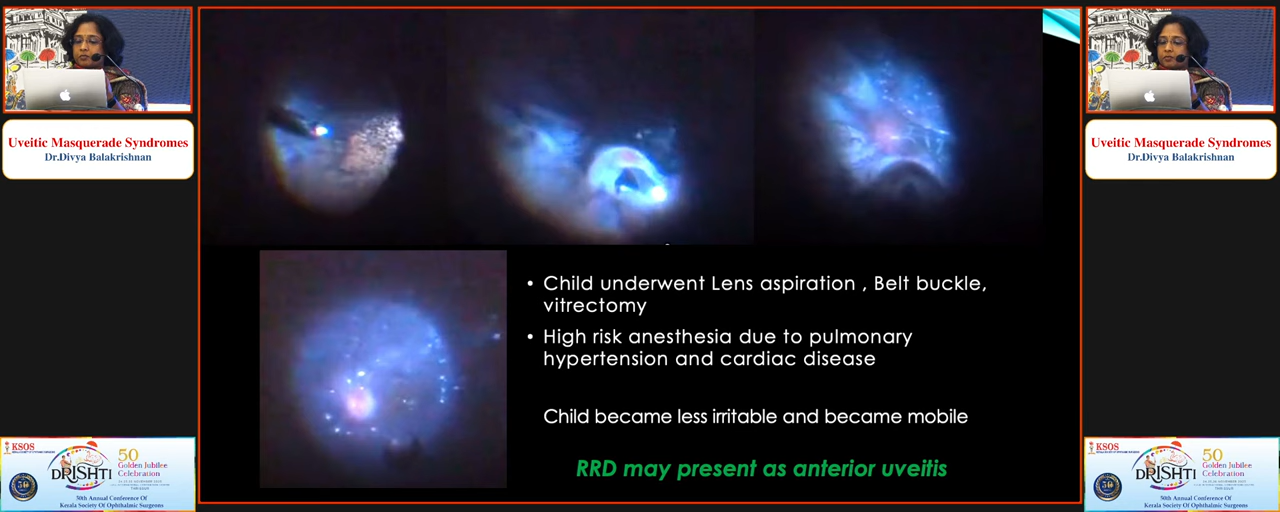 Uveitic Masquerade Syndromes
Dr.Divya Balakrishnan
• Child underwent Lens aspiration , Belt buckle,
vitrectomy
• High risk anesthesia due to pulmonary
hypertension and cardiac disease
Child became less irritable and became mobile
RRD may present as anterior uveitis
Uveitic Masquerade Syndromes
Dr.Divya Balakrishnan
KSOS
DRISHTI
50
Golden Jubilee
Celebration
50th Annual Conference Of
Kerala Society Of Ophthalmic Surgeons
KSOS
DRISHTI
50
Golden Jubilee
Celebration
50th Annual Conference Of
Kerala Society Of Ophthalmic Surgeons